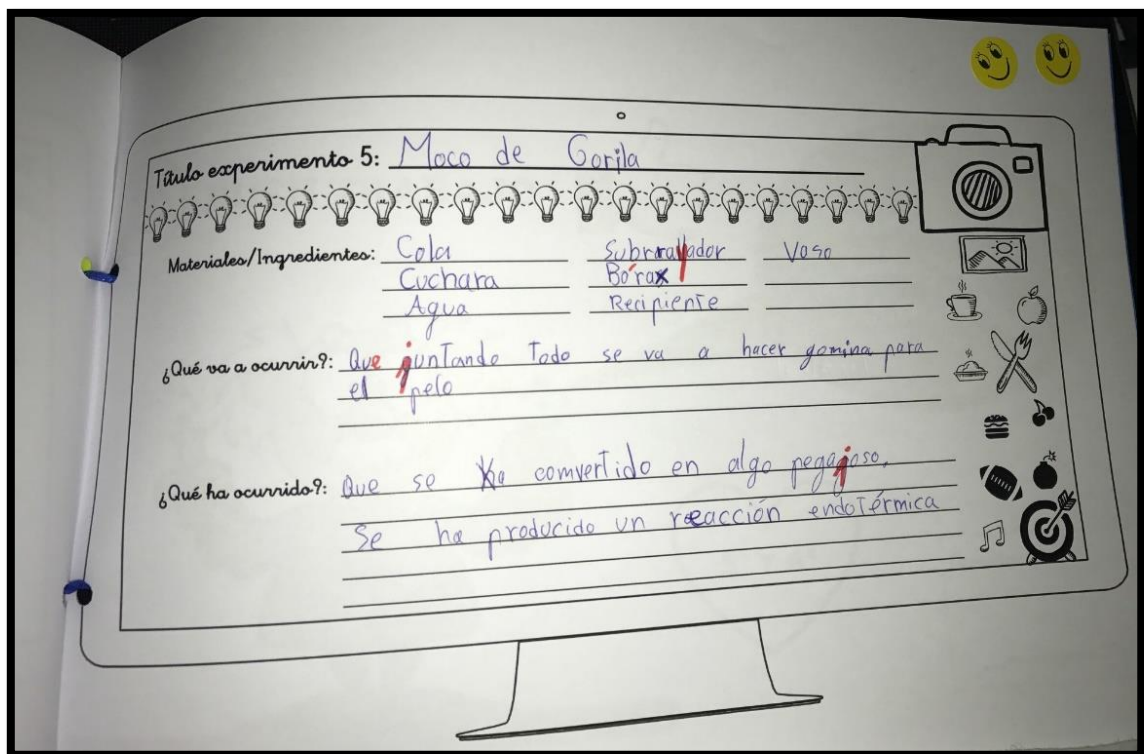 Título experimento 5: Moco de Gorila
Materiales/Ingredientes: Cola Subrrayador Vaso
Cuchara Bórax
Agua Recipiente
¿Qué va a ocurrir?: Que juntando todo se va a hacer gomina para
el pelo
¿Qué ha ocurrido?: Que se ha comvertido en algo pegajoso.
Se ha producido un reacción endotérmica